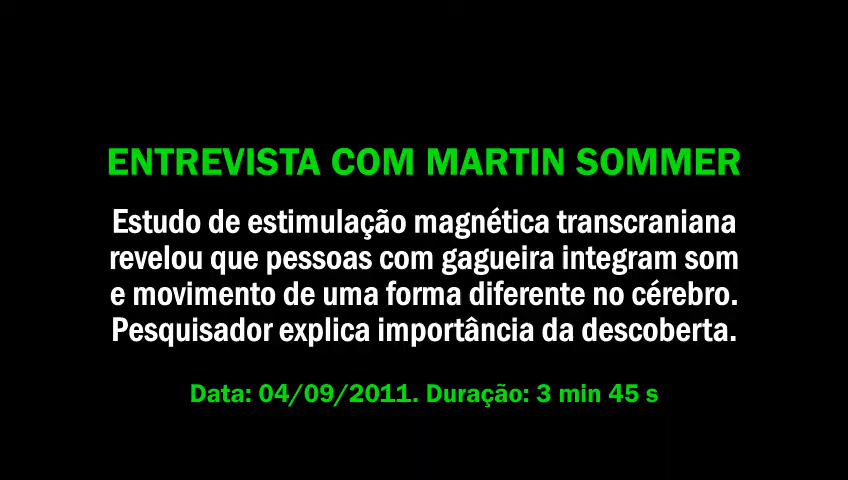 ENTREVISTA COM MARTIN SOMMER
Estudo de estimulação magnética transcraniana
revelou que pessoas com gagueira integram som
e movimento de uma forma diferente no cérebro.
Pesquisador explica importância da descoberta.
Data: 04/09/2011. Duração: 3 min 45 s